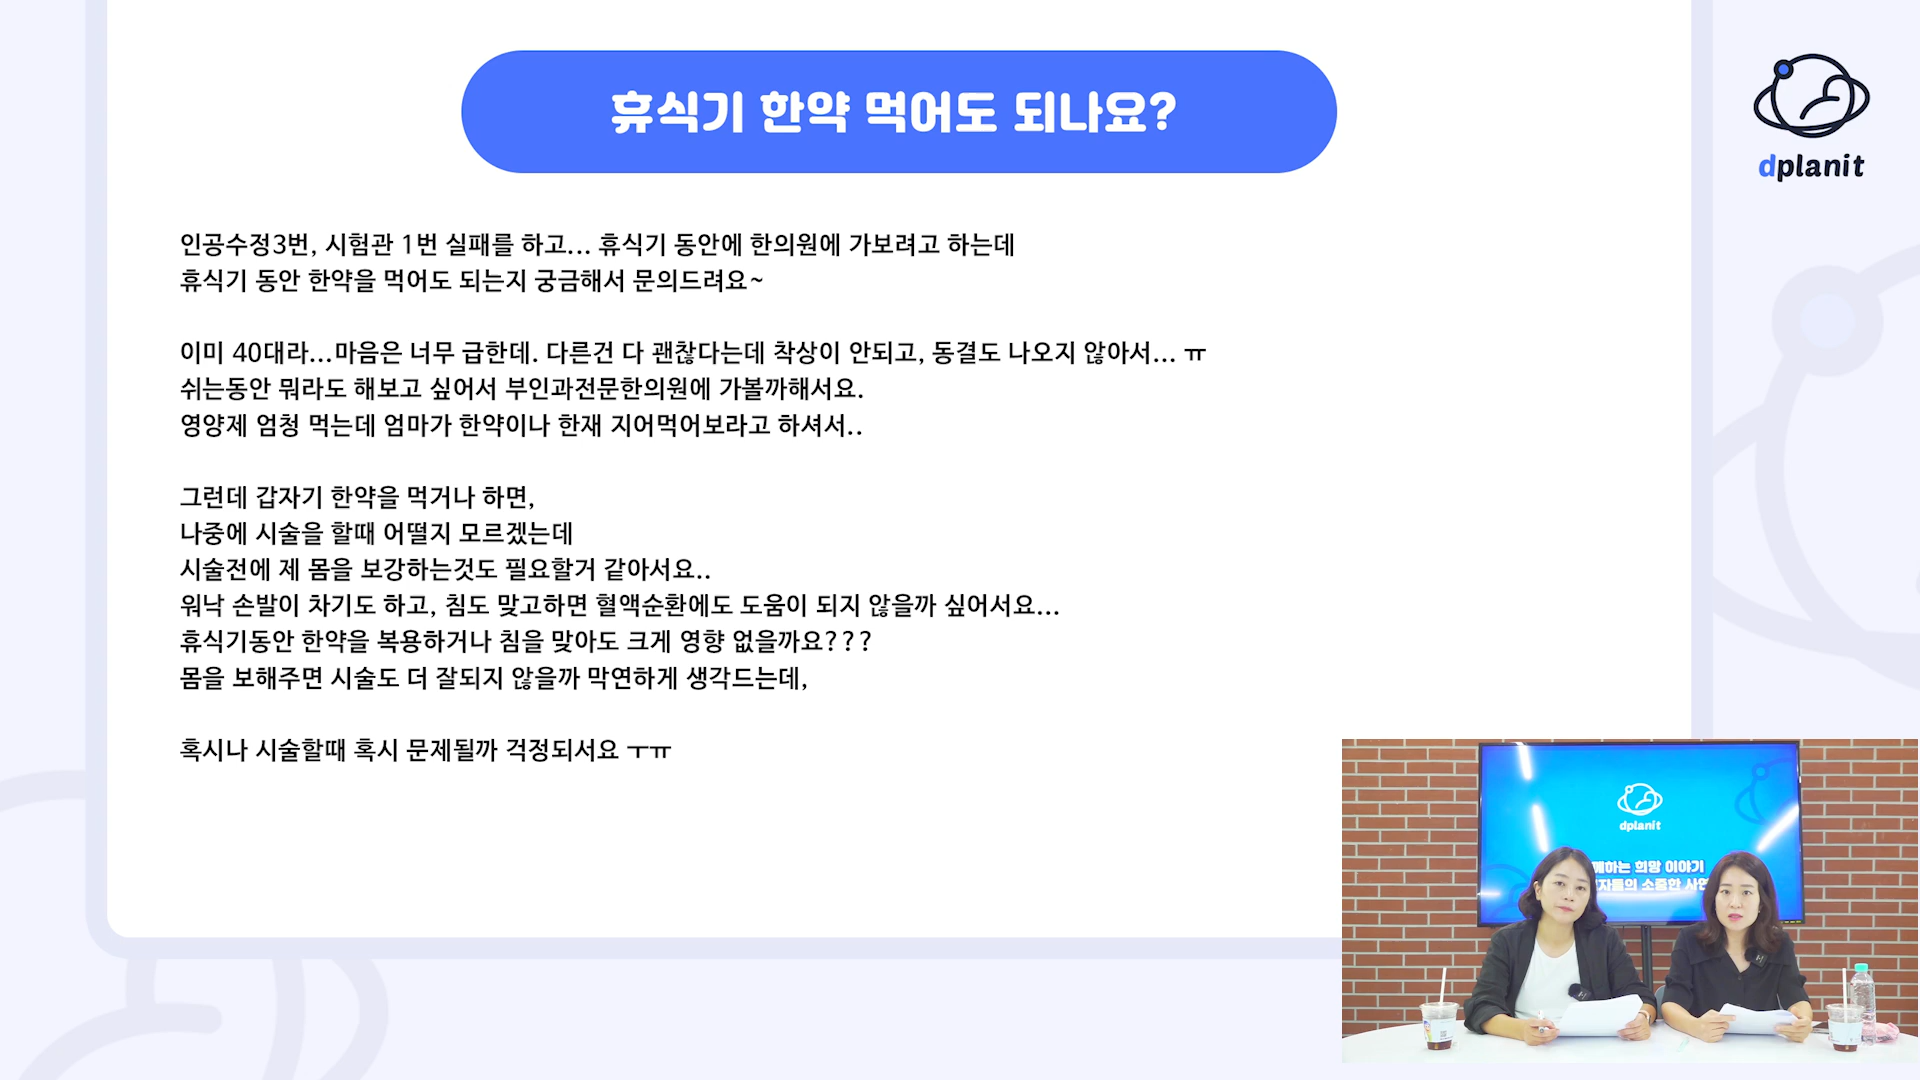 휴식기 한약 먹어도 되나요?
dplanit
인공수정3번, 시험관 1번 실패를 하고... 휴식기 동안에 한의원에 가보려고 하는데
휴식기 동안 한약을 먹어도 되는지 궁금해서 문의드려요~
이미 40대라...마음은 너무 급한데. 다른건 다 괜찮다는데 착상이 안되고, 동결도 나오지 않아서... ㅠ
쉬는동안 뭐라도 해보고 싶어서 부인과전문한의원에 가볼까해서요.
영양제 엄청 먹는데 엄마가 한약이나 한재 지어먹어보라고 하셔서..
그런데 갑자기 한약을 먹거나 하면,
나중에 시술을 할때 어떨지 모르겠는데
시술전에 제 몸을 보강하는것도 필요할거 같아서요..
워낙 손발이 차기도 하고, 침도 맞고하면 혈액순환에도 도움이 되지 않을까 싶어서요...
휴식기동안 한약을 복용하거나 침을 맞아도 크게 영향 없을까요???
몸을 보해주면 시술도 더 잘되지 않을까 막연하게 생각드는데,
혹시나 시술할때 혹시 문제될까 걱정되서요 ㅜㅠ
dplanit
께하는 희망 이야기
자들의 소중한 사연